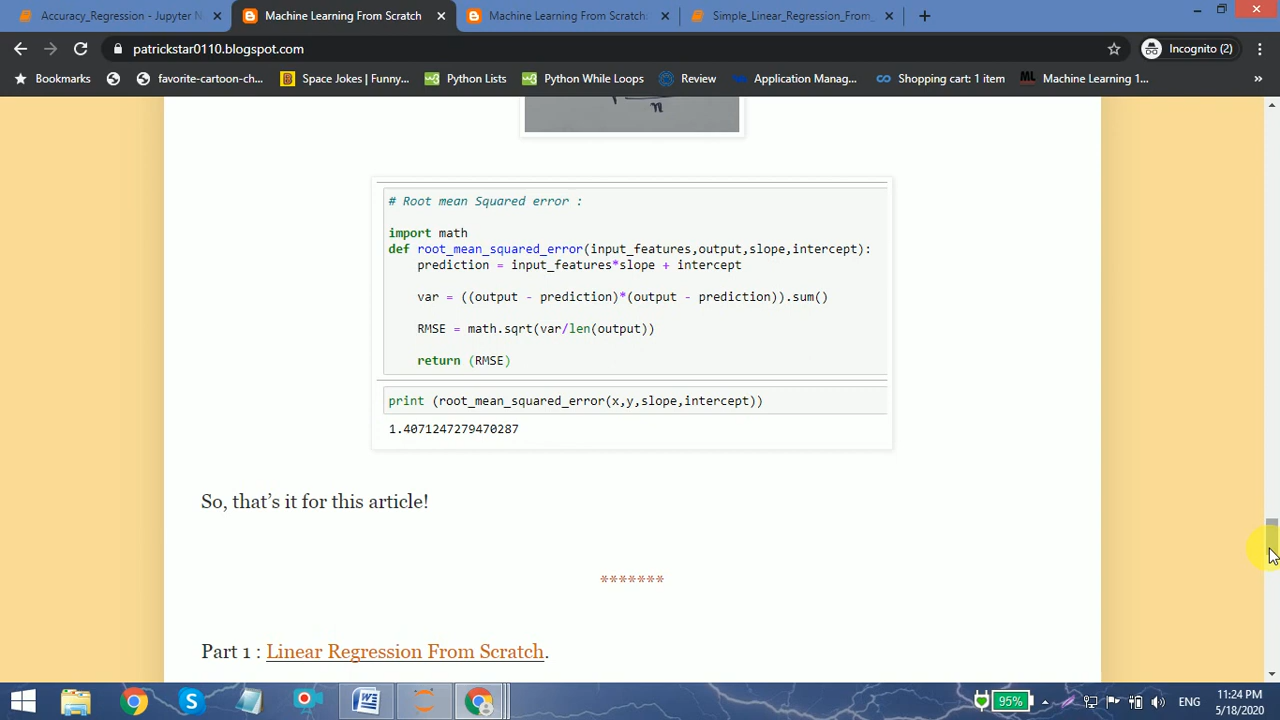 Accuracy_Regression - Jupyter N
Machine Learning From Scratch
Machine Learning From Scratch:
Simple_Linear_Regression_From_
patrickstar0110.blogspot.com
Incognito (2)
Bookmarks
favorite-cartoon-ch...
Space Jokes | Funny...
Python Lists
Python While Loops
Review
Application Manag...
Shopping cart: 1 item
ML Machine Learning 1...
»
n
# Root mean Squared error :
import math
def root_mean_squared_error(input_features,output,slope,intercept):
prediction = input_features*slope + intercept
var = ((output - prediction)*(output - prediction)).sum()
RMSE = math.sqrt(var/len(output))
return (RMSE)
print (root_mean_squared_error(x,y,slope,intercept))
1.4071247279470287
So, that’s it for this article!
*******
Part 1 : Linear Regression From Scratch.
95%
ENG
11:24 PM
5/18/2020